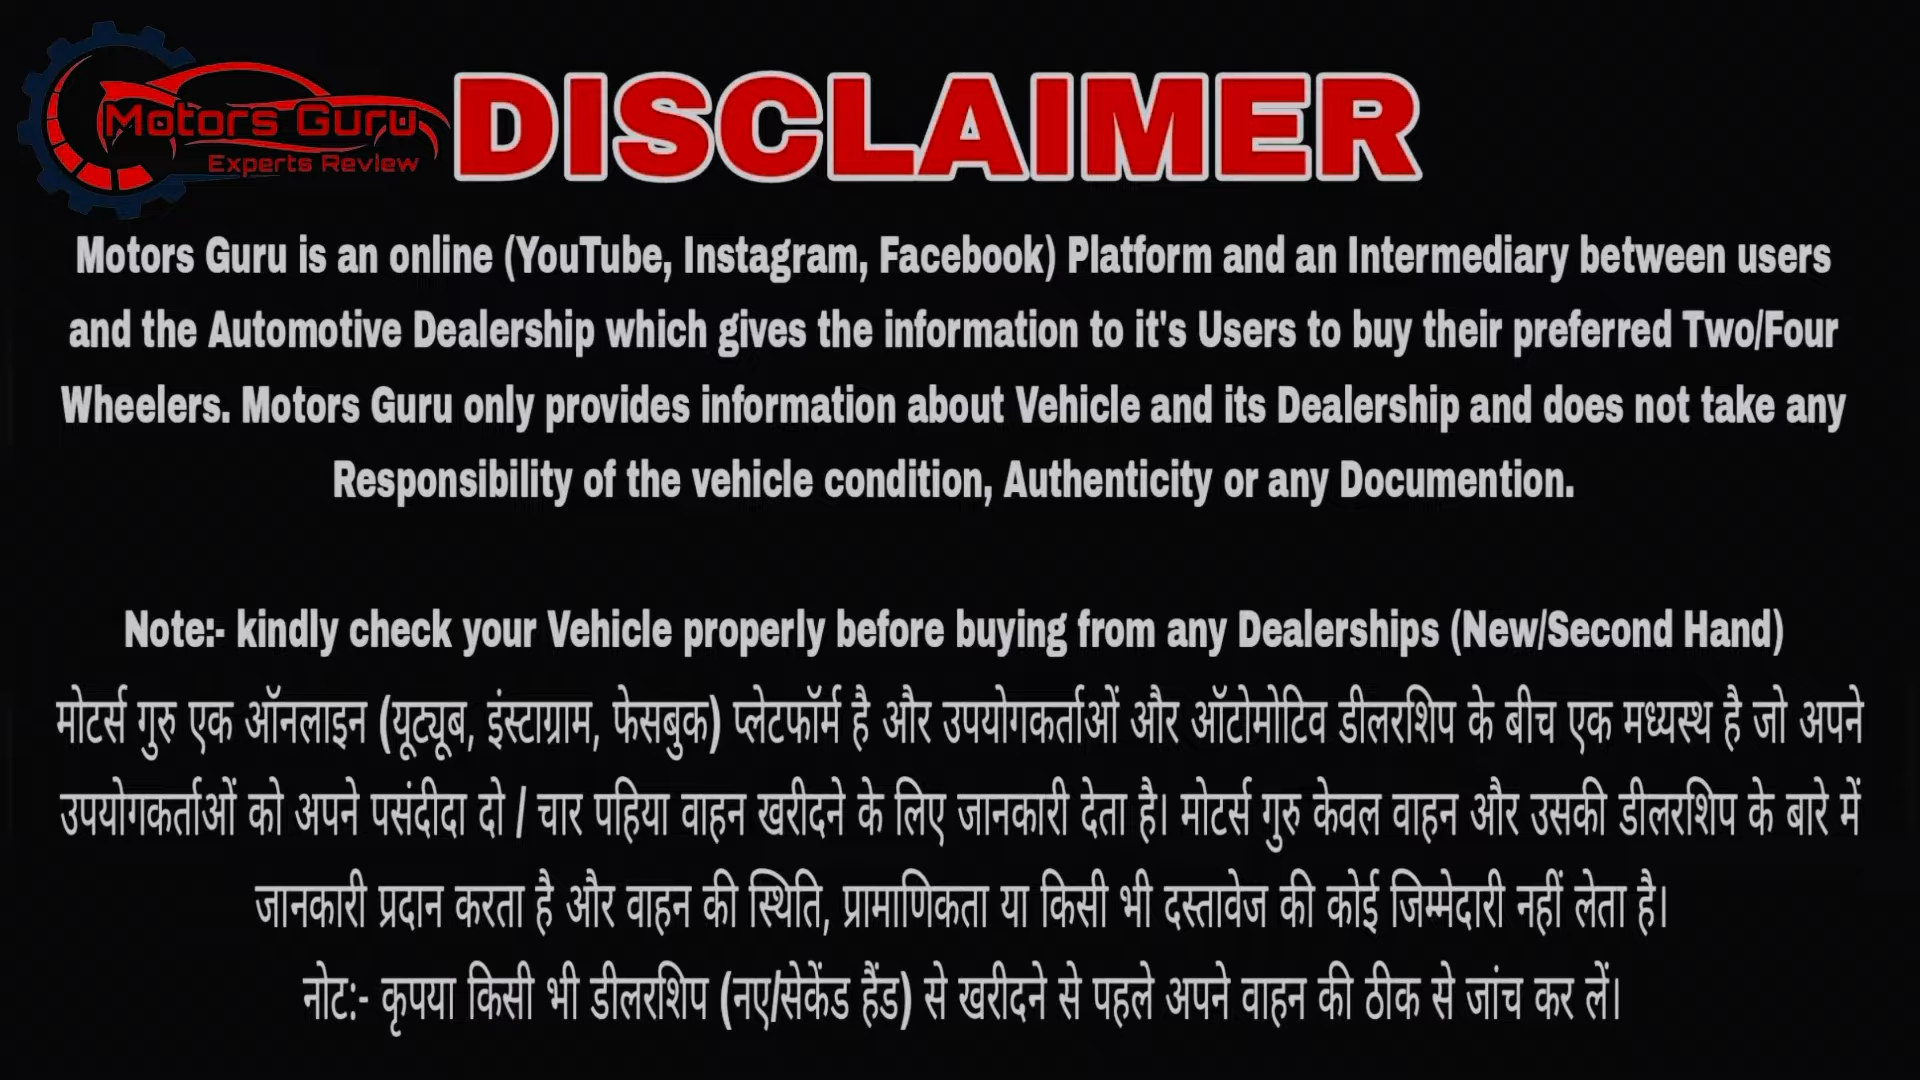 Motors Guru
Experts Review
DISCLAIMER
Motors Guru is an online (YouTube, Instagram, Facebook) Platform and an Intermediary between users
and the Automotive Dealership which gives the information to it's Users to buy their preferred Two/Four
Wheelers. Motors Guru only provides information about Vehicle and its Dealership and does not take any
Responsibility of the vehicle condition, Authenticity or any Documention.
Note:- kindly check your Vehicle properly before buying from any Dealerships (New/Second Hand)
मोटर्स गुरु एक ऑनलाइन (यूट्यूब, इंस्टाग्राम, फेसबुक) प्लेटफॉर्म है और उपयोगकर्ताओं और ऑटोमोटिव डीलरशिप के बीच एक मध्यस्थ है जो अपने
उपयोगकर्ताओं को अपने पसंदीदा दो / चार पहिया वाहन खरीदने के लिए जानकारी देता है। मोटर्स गुरु केवल वाहन और उसकी डीलरशिप के बारे में
जानकारी प्रदान करता है और वाहन की स्थिति, प्रामाणिकता या किसी भी दस्तावेज की कोई जिम्मेदारी नहीं लेता है।
नोट:- कृपया किसी भी डीलरशिप (नए/सेकेंड हैंड) से खरीदने से पहले अपने वाहन की ठीक से जांच कर लें।